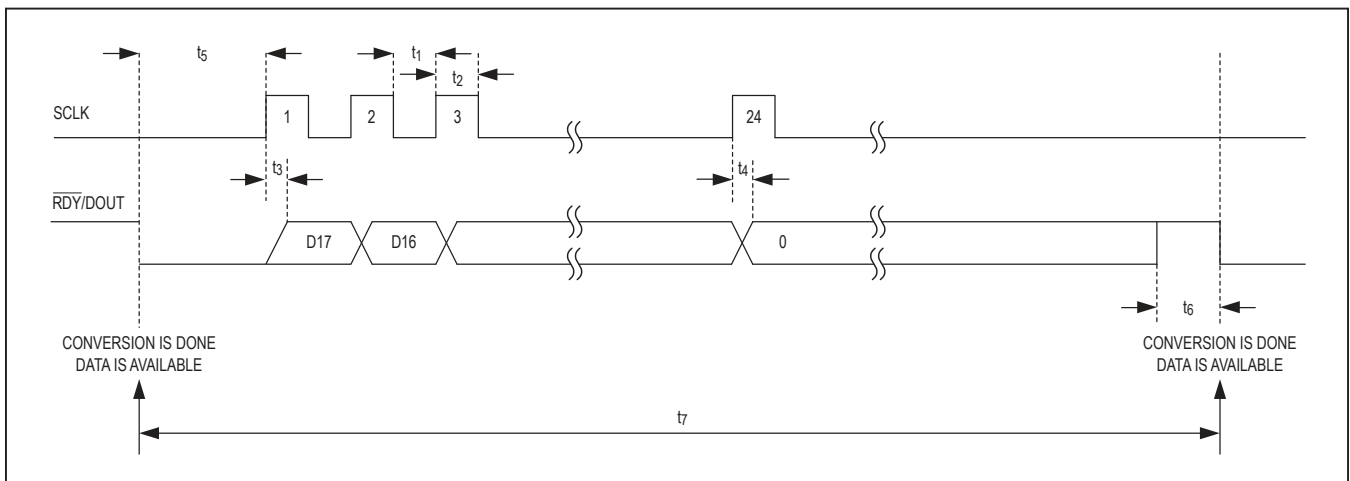 t5
t1
t2
SCLK
1
2
3
24
t3
t4
RDY/DOUT
D17
D16
0
t6
CONVERSION IS DONE
DATA IS AVAILABLE
CONVERSION IS DONE
DATA IS AVAILABLE
t7